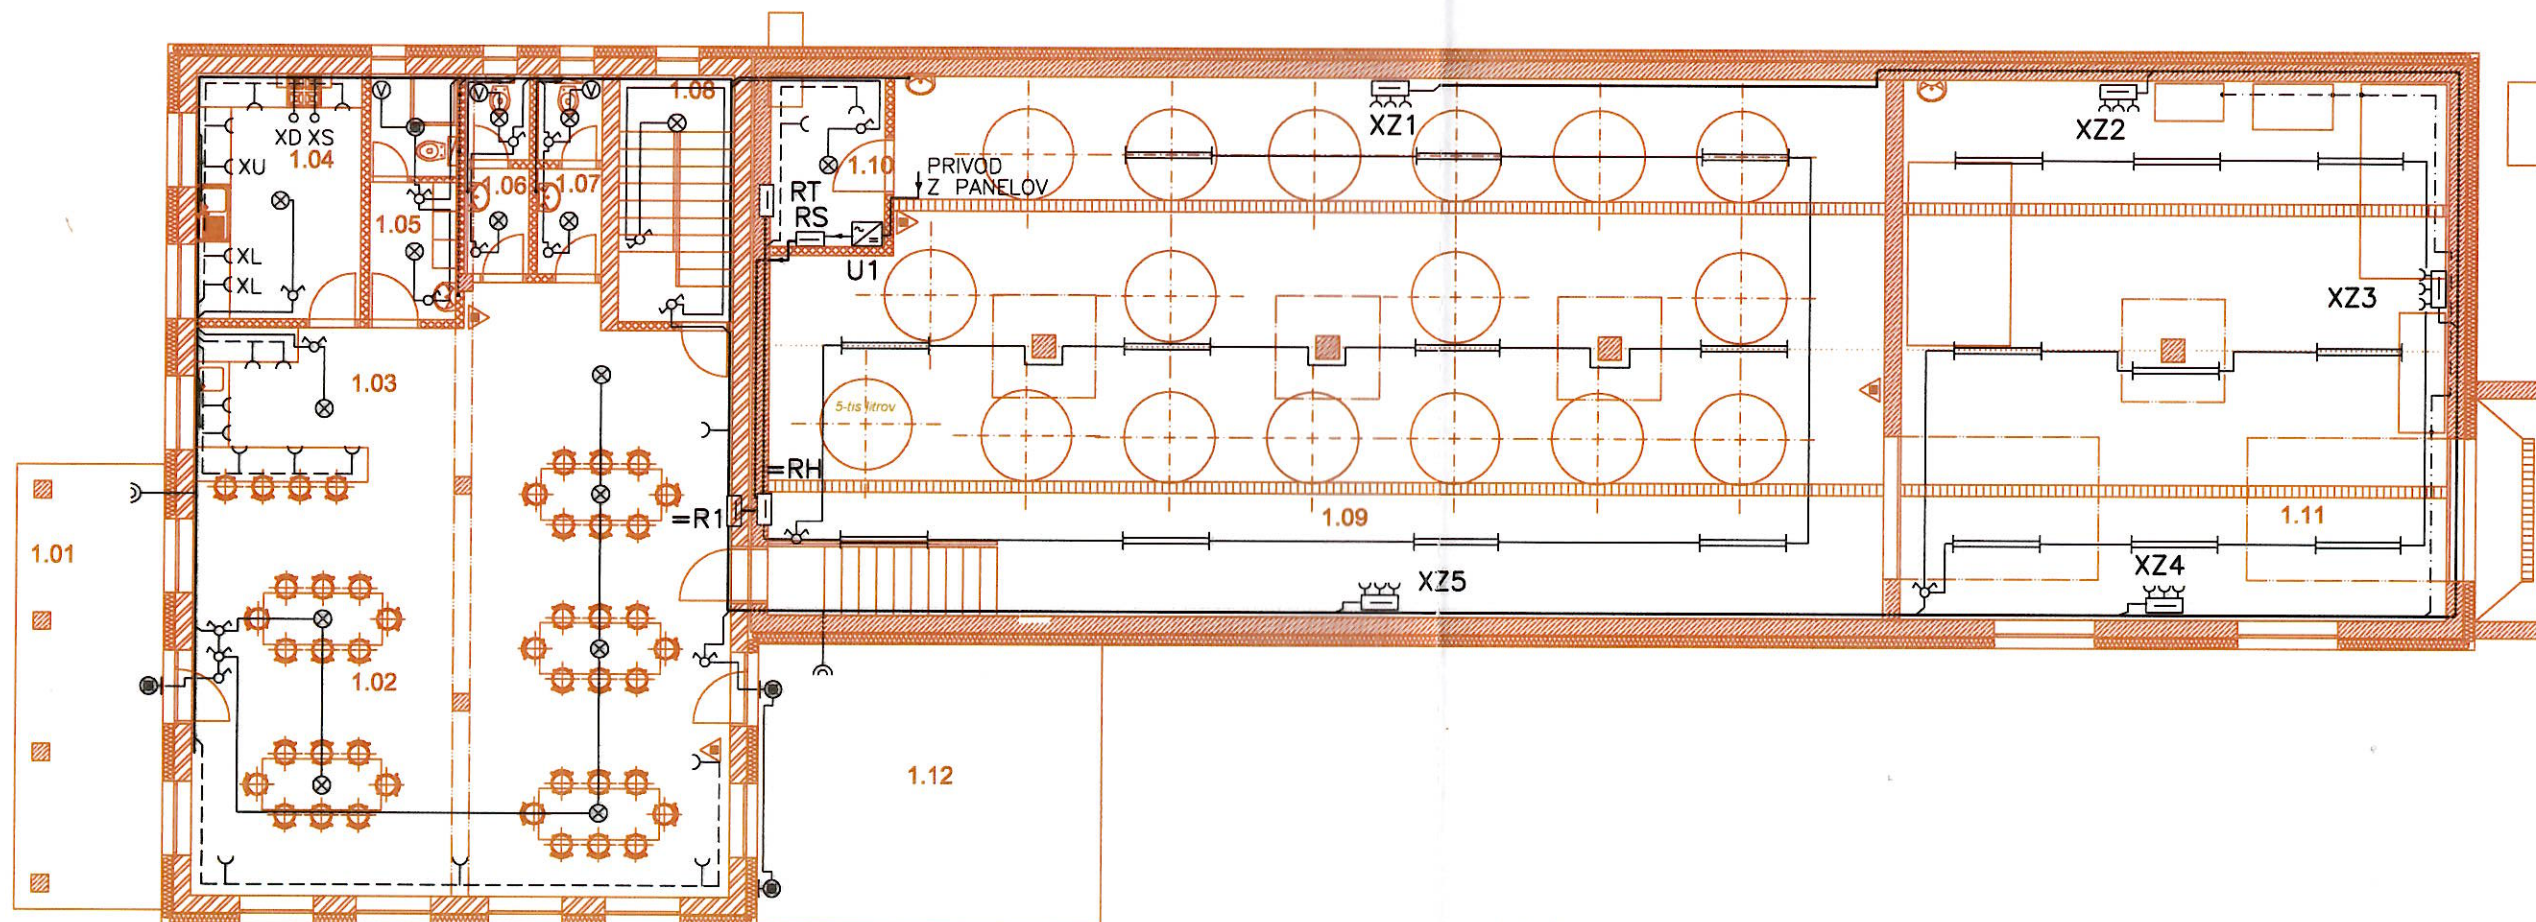 1.08
XZ1
XZ2
XD XS
1.04
XU
1.06
1.07
1.10
PRIVOD
Z PANELOV
RT
RS
1.05
XL
XL
U1
XZ3
1.03
5-tis litrov
=RH
=R1
1.09
1.11
1.01
XZ5
XZ4
1.02
1.12